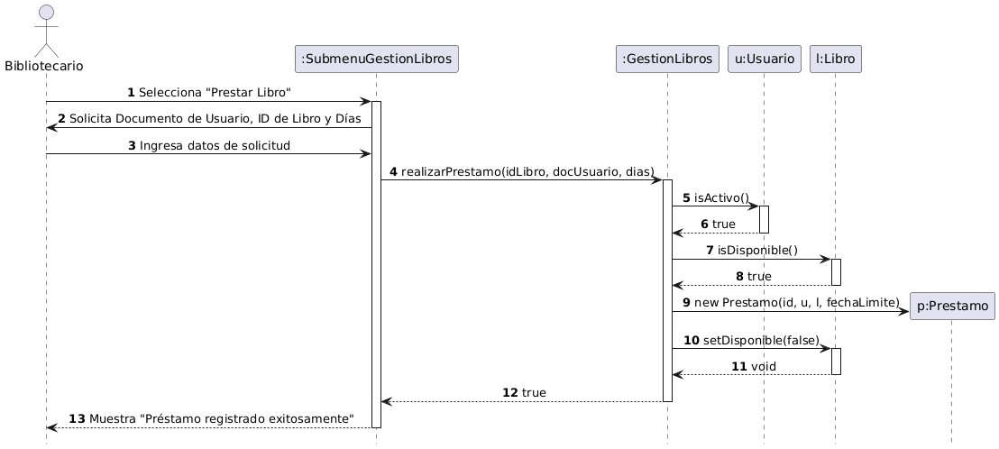 Bibliotecario
:SubmenuGestionLibros
:GestionLibros
u:Usuario
l:Libro
1 Selecciona "Prestar Libro"
2 Solicita Documento de Usuario, ID de Libro y Días
3 Ingresa datos de solicitud
4 realizarPrestamo(idLibro, docUsuario, dias)
5 isActivo()
6 true
7 isDisponible()
8 true
9 new Prestamo(id, u, l, fechaLimite)
p:Prestamo
10 setDisponible(false)
11 void
12 true
13 Muestra "Préstamo registrado exitosamente"